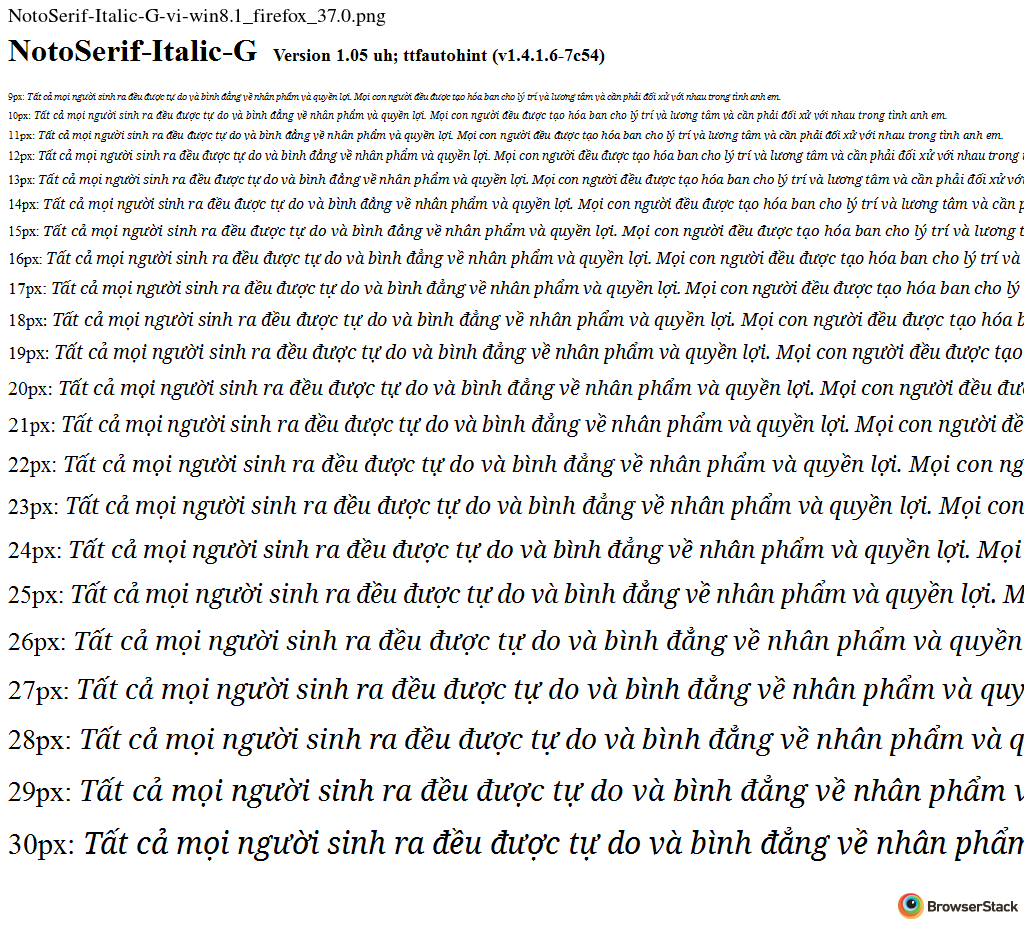 NotoSerif-Italic-G-vi-win8.1_firefox_37.0.png
NotoSerif-Italic-G Version 1.05 uh; ttfautohint (v1.4.1.6-7c54)
9px: Tất cả mọi người sinh ra đều được tự do và bình đẳng về nhân phẩm và quyền lợi. Mọi con người đều được tạo hóa ban cho lý trí và lương tâm và cần phải đối xử với nhau trong tình anh em.
10px: Tất cả mọi người sinh ra đều được tự do và bình đẳng về nhân phẩm và quyền lợi. Mọi con người đều được tạo hóa ban cho lý trí và lương tâm và cần phải đối xử với nhau trong tình anh em.
11px: Tất cả mọi người sinh ra đều được tự do và bình đẳng về nhân phẩm và quyền lợi. Mọi con người đều được tạo hóa ban cho lý trí và lương tâm và cần phải đối xử với nhau trong tình anh em.
12px: Tất cả mọi người sinh ra đều được tự do và bình đẳng về nhân phẩm và quyền lợi. Mọi con người đều được tạo hóa ban cho lý trí và lương tâm và cần phải đối xử với nhau trong t
13px: Tất cả mọi người sinh ra đều được tự do và bình đẳng về nhân phẩm và quyền lợi. Mọi con người đều được tạo hóa ban cho lý trí và lương tâm và cần phải đối xử với
14px: Tất cả mọi người sinh ra đều được tự do và bình đẳng về nhân phẩm và quyền lợi. Mọi con người đều được tạo hóa ban cho lý trí và lương tâm và cần p
15px: Tất cả mọi người sinh ra đều được tự do và bình đẳng về nhân phẩm và quyền lợi. Mọi con người đều được tạo hóa ban cho lý trí và lương t
16px: Tất cả mọi người sinh ra đều được tự do và bình đẳng về nhân phẩm và quyền lợi. Mọi con người đều được tạo hóa ban cho lý trí và
17px: Tất cả mọi người sinh ra đều được tự do và bình đẳng về nhân phẩm và quyền lợi. Mọi con người đều được tạo hóa ban cho lý
18px: Tất cả mọi người sinh ra đều được tự do và bình đẳng về nhân phẩm và quyền lợi. Mọi con người đều được tạo hóa b
19px: Tất cả mọi người sinh ra đều được tự do và bình đẳng về nhân phẩm và quyền lợi. Mọi con người đều được tạo
20px: Tất cả mọi người sinh ra đều được tự do và bình đẳng về nhân phẩm và quyền lợi. Mọi con người đều đư
21px: Tất cả mọi người sinh ra đều được tự do và bình đẳng về nhân phẩm và quyền lợi. Mọi con người đề
22px: Tất cả mọi người sinh ra đều được tự do và bình đẳng về nhân phẩm và quyền lợi. Mọi con ng
23px: Tất cả mọi người sinh ra đều được tự do và bình đẳng về nhân phẩm và quyền lợi. Mọi con
24px: Tất cả mọi người sinh ra đều được tự do và bình đẳng về nhân phẩm và quyền lợi. Mọi
25px: Tất cả mọi người sinh ra đều được tự do và bình đẳng về nhân phẩm và quyền lợi. M
26px: Tất cả mọi người sinh ra đều được tự do và bình đẳng về nhân phẩm và quyền
27px: Tất cả mọi người sinh ra đều được tự do và bình đẳng về nhân phẩm và quy
28px: Tất cả mọi người sinh ra đều được tự do và bình đẳng về nhân phẩm và q
29px: Tất cả mọi người sinh ra đều được tự do và bình đẳng về nhân phẩm v
30px: Tất cả mọi người sinh ra đều được tự do và bình đẳng về nhân phẩm
BrowserStack